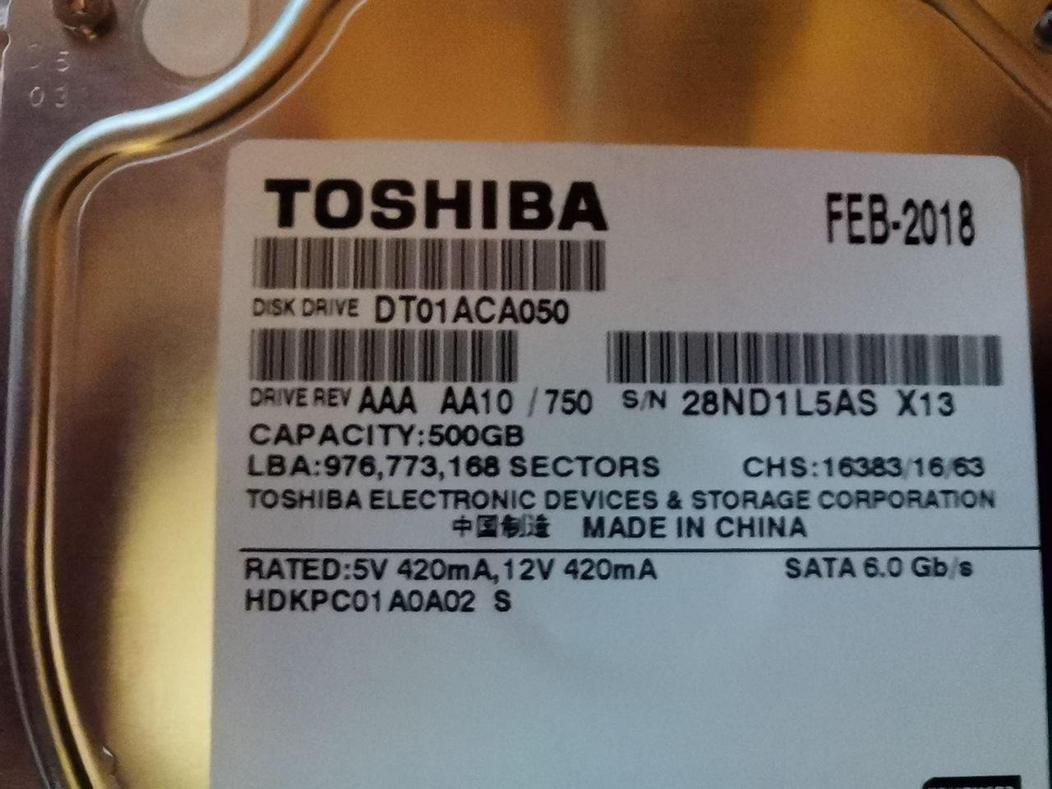 TOSHIBA
FEB-2018
DISK DRIVE DT01ACA050
DRIVE REV AAA AA10 / 750 S/N 28ND1L5AS X13
CAPACITY:500GB
LBA:976,773,168 SECTORS CHS:16383/16/63
TOSHIBA ELECTRONIC DEVICES & STORAGE CORPORATION
中国制造 MADE IN CHINA
RATED:5V 420mA,12V 420mA SATA 6.0 Gb/s
HDKPC01A0A02 S